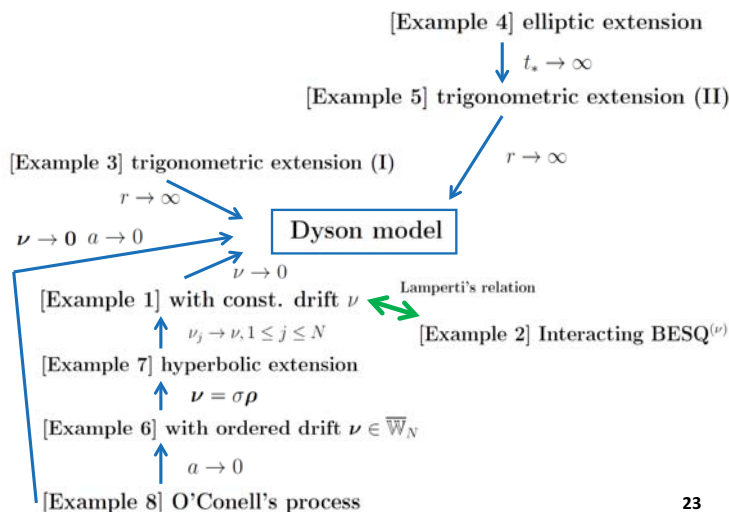 [Example 4] elliptic extension
t_* → ∞
[Example 5] trigonometric extension (II)
r → ∞
[Example 3] trigonometric extension (I)
r → ∞
ν → 0 a → 0
Dyson model
ν → 0
Lamperti's relation
[Example 1] with const. drift ν
[Example 2] Interacting BESQ^(ν)
ν_j → ν, 1 ≤ j ≤ N
[Example 7] hyperbolic extension
ν = σρ
[Example 6] with ordered drift ν ∈ 𝕎̅_N
a → 0
[Example 8] O'Conell's process
23